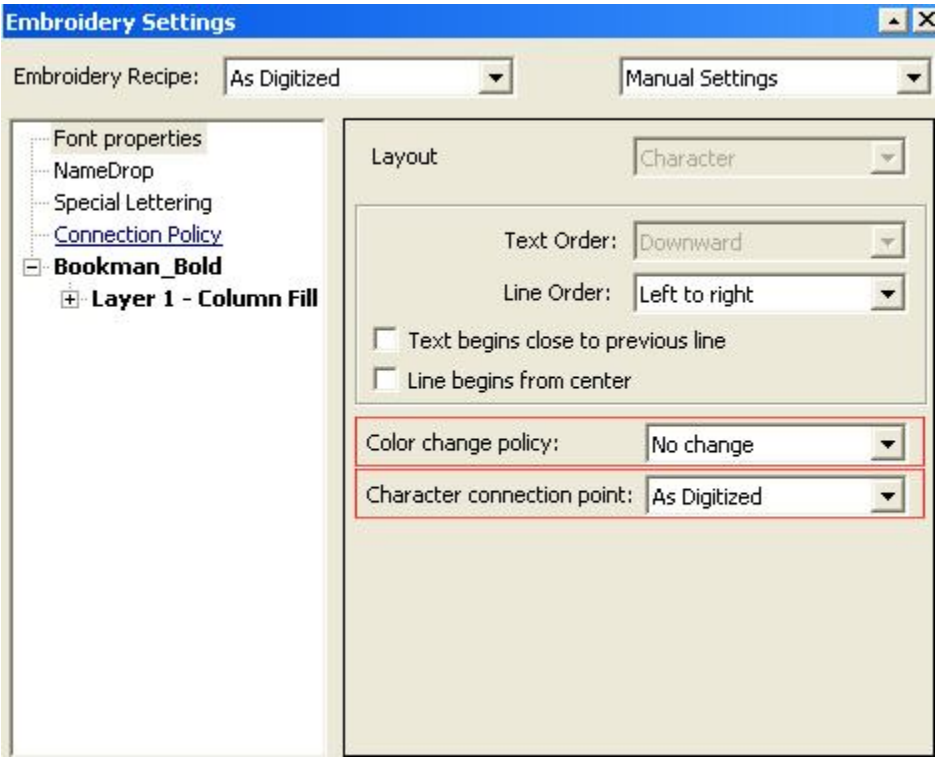 Embroidery Settings
Embroidery Recipe: As Digitized Manual Settings
Font properties
NameDrop
Special Lettering
Connection Policy
Bookman_Bold
Layer 1 - Column Fill
Layout Character
Text Order: Downward
Line Order: Left to right
Text begins close to previous line
Line begins from center
Color change policy: No change
Character connection point: As Digitized